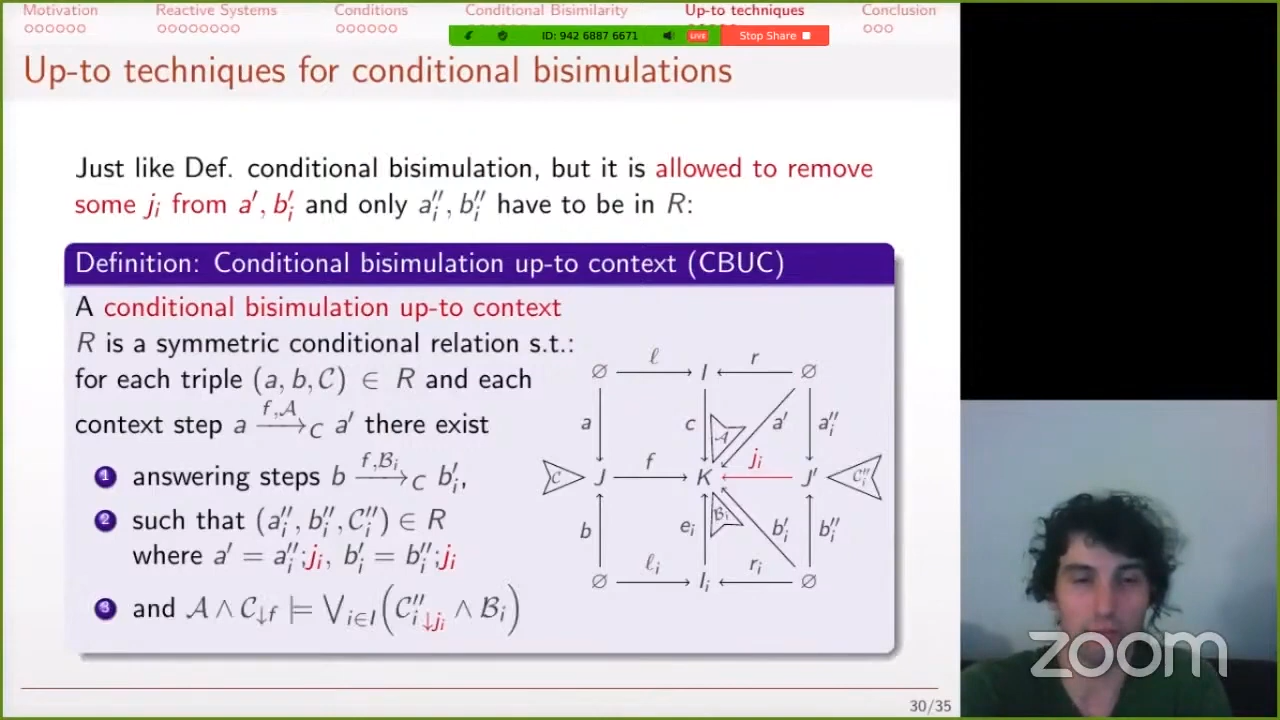 Motivation Reactive Systems Conditions Conditional Bisimilarity Up-to techniques Conclusion
ID: 942 6887 6671 LIVE Stop Share
Up-to techniques for conditional bisimulations
Just like Def. conditional bisimulation, but it is allowed to remove
some jᵢ from a′, b′ᵢ and only a″ᵢ, b″ᵢ have to be in R:
Definition: Conditional bisimulation up-to context (CBUC)
A conditional bisimulation up-to context
R is a symmetric conditional relation s.t.:
for each triple (a, b, 𝒞) ∈ R and each
context step a —f,𝒜→_C a′ there exist
1 answering steps b —f,ℬᵢ→_C b′ᵢ,
2 such that (a″ᵢ, b″ᵢ, 𝒞″ᵢ) ∈ R
where a′ = a″ᵢ;jᵢ, b′ᵢ = b″ᵢ;jᵢ
3 and 𝒜 ∧ 𝒞↓f ⊨ ⋁i∈I(𝒞″ᵢ↓jᵢ ∧ ℬᵢ)
∅ ℓ I r ∅
a c 𝒜 a′ a″ᵢ
𝒞 J f K jᵢ J′ 𝒞″ᵢ
b eᵢ ℬᵢ b′ᵢ b″ᵢ
∅ ℓᵢ Iᵢ rᵢ ∅
30/35
zoom